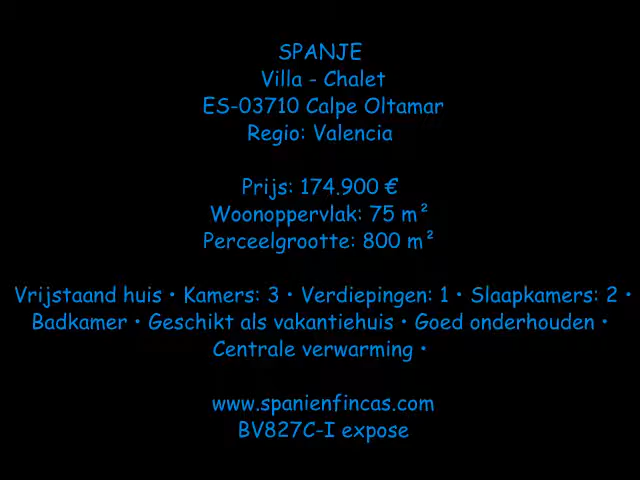 SPANJE
Villa - Chalet
ES-03710 Calpe Oltamar
Regio: Valencia
Prijs: 174.900 €
Woonoppervlak: 75 m²
Perceelgrootte: 800 m²
Vrijstaand huis • Kamers: 3 • Verdiepingen: 1 • Slaapkamers: 2 •
Badkamer • Geschikt als vakantiehuis • Goed onderhouden •
Centrale verwarming •
www.spanienfincas.com
BV827C-I expose